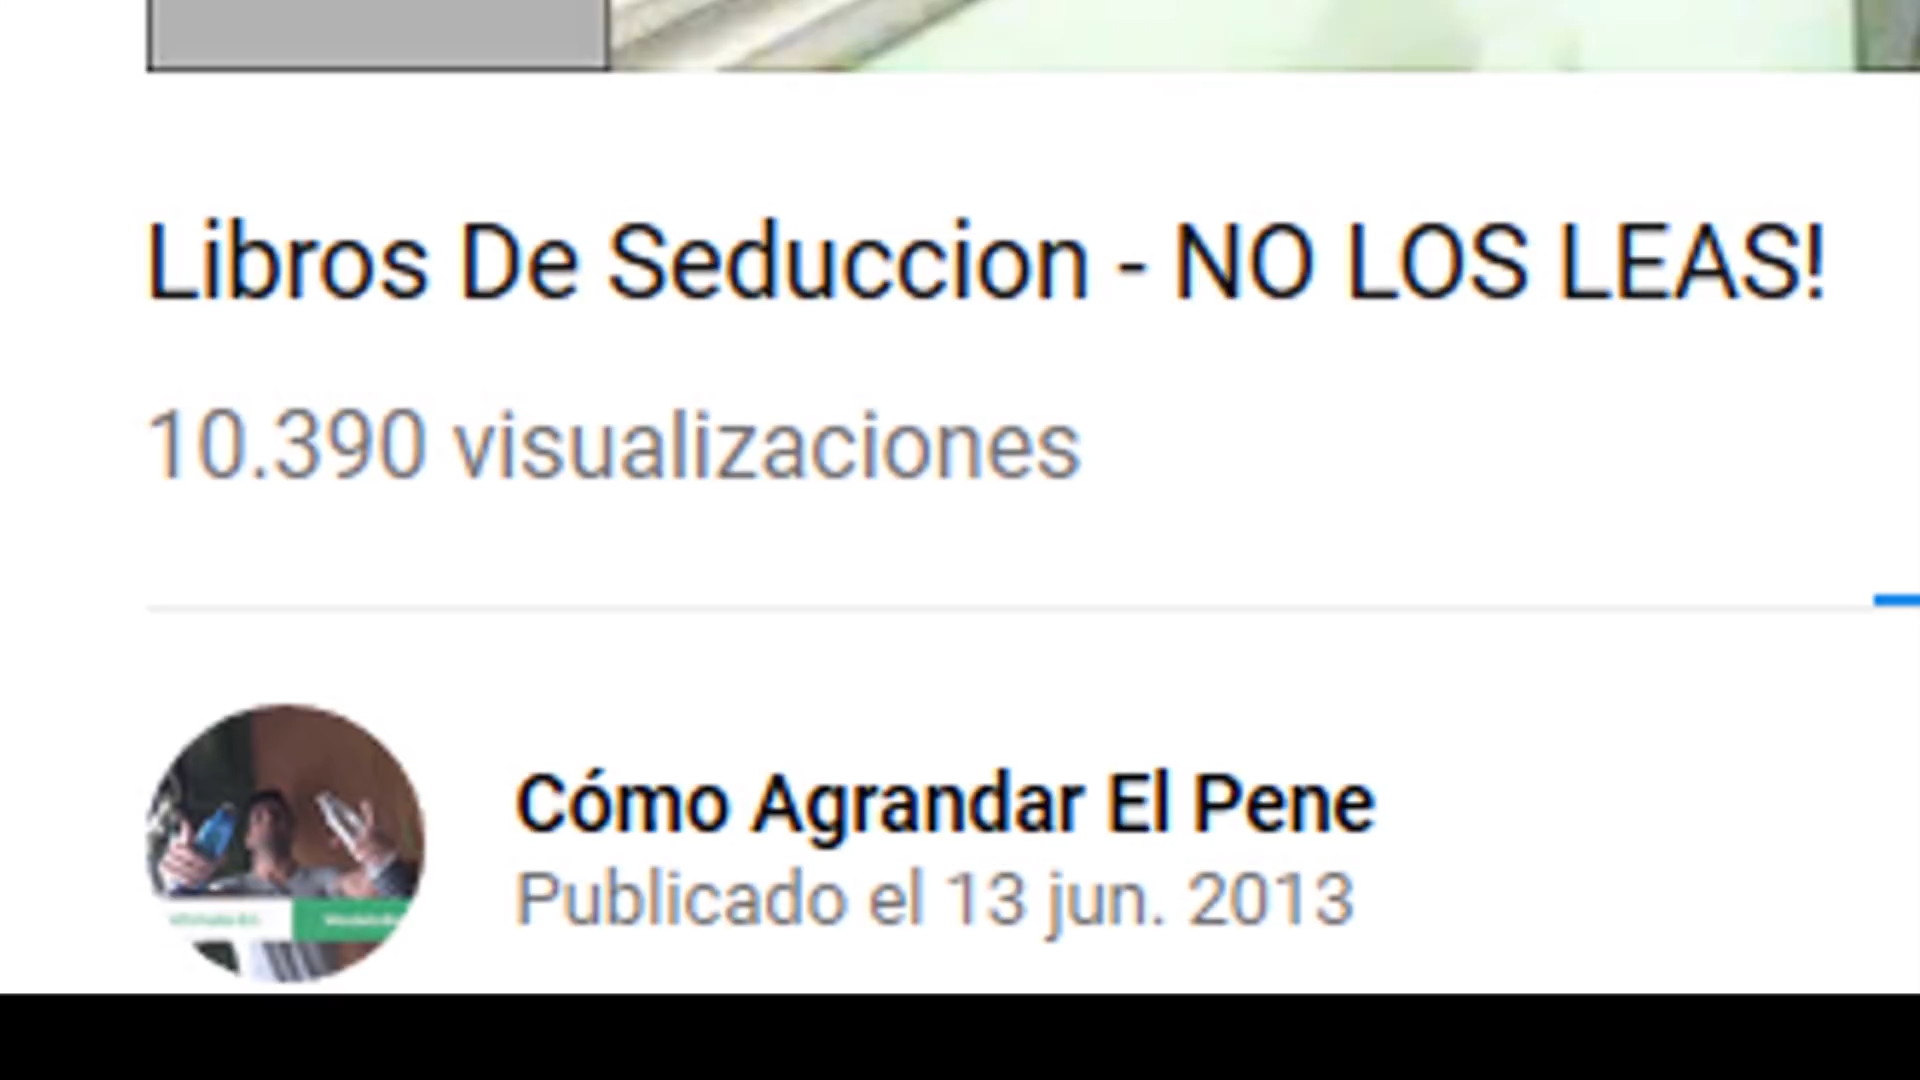 Libros De Seduccion - NO LOS LEAS!
10.390 visualizaciones
Cómo Agrandar El Pene
Publicado el 13 jun. 2013